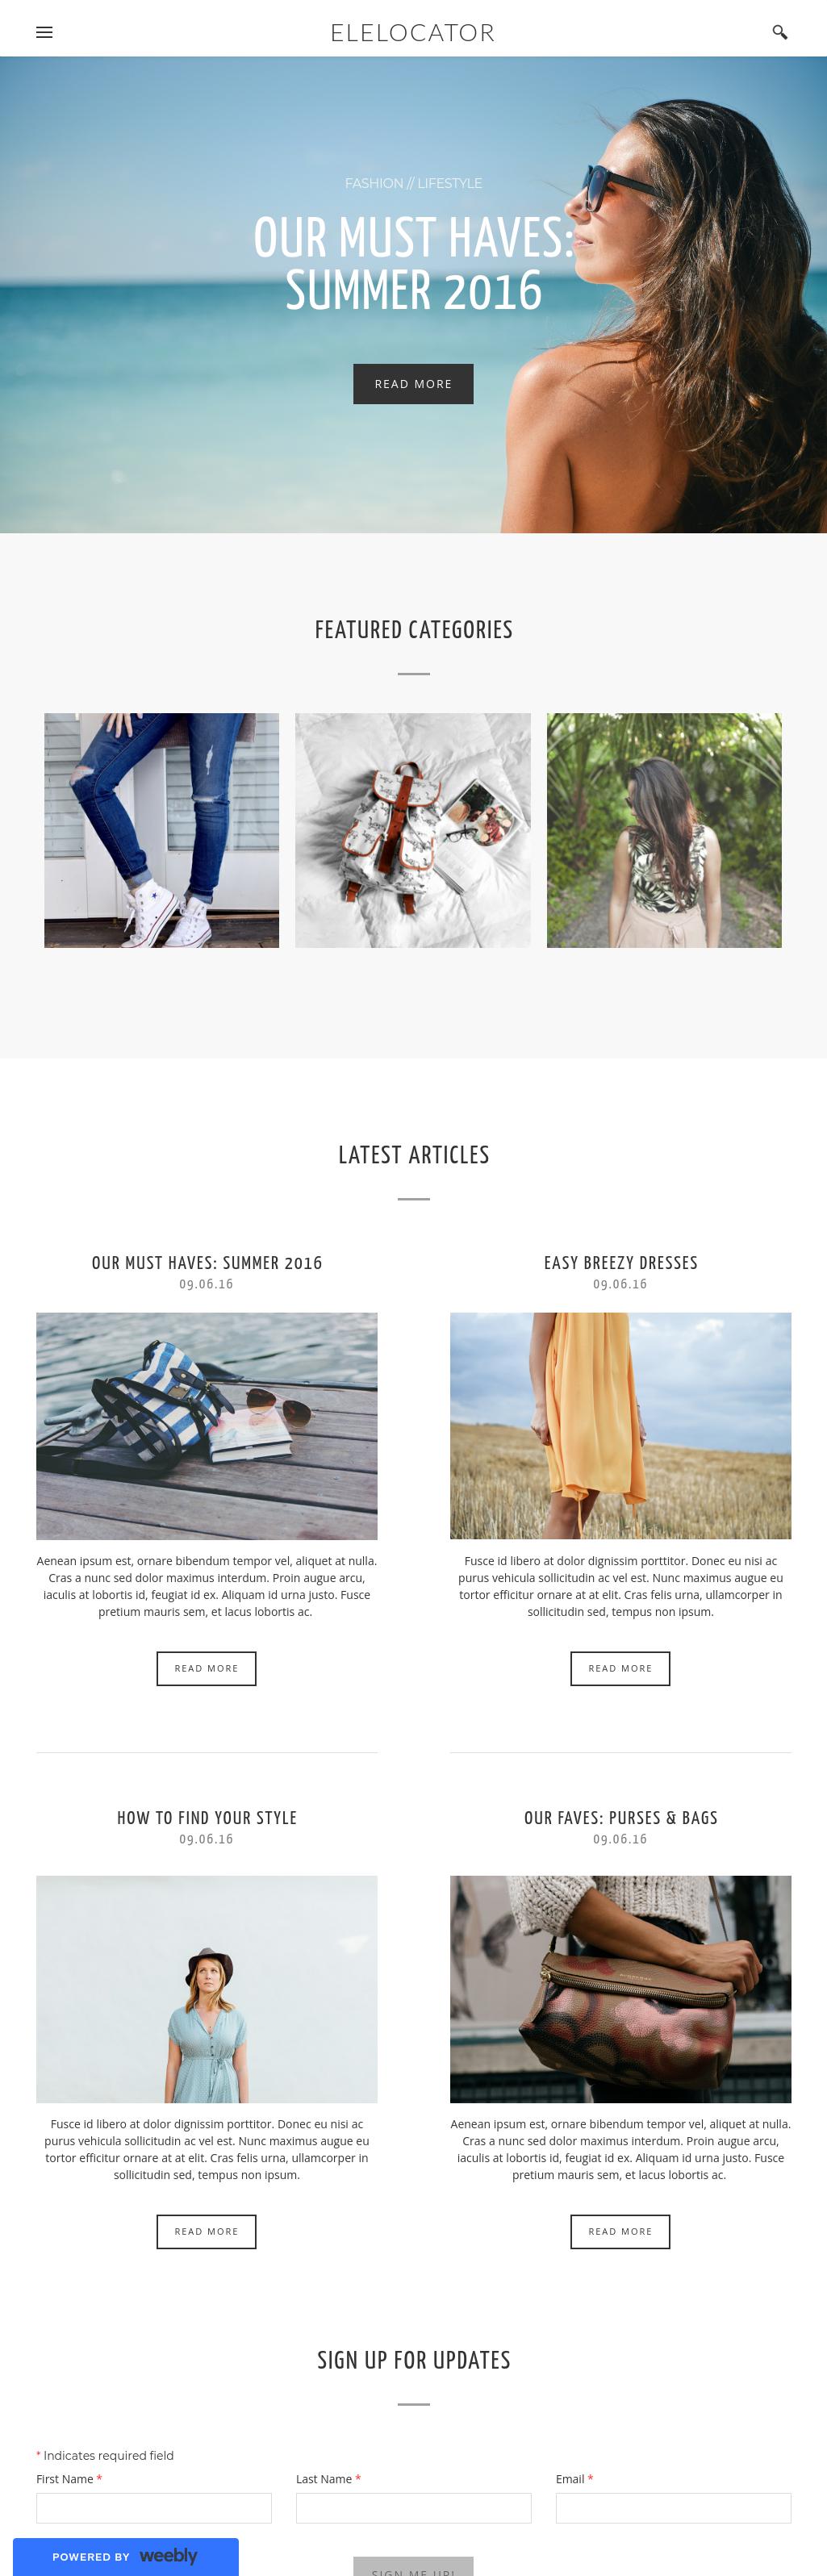 ELELOCATOR
FASHION // LIFESTYLE
OUR MUST HAVES:
SUMMER 2016
READ MORE
FEATURED CATEGORIES
LATEST ARTICLES
OUR MUST HAVES: SUMMER 2016
09.06.16
Aenean ipsum est, ornare bibendum tempor vel, aliquet at nulla.
Cras a nunc sed dolor maximus interdum. Proin augue arcu,
iaculis at lobortis id, feugiat id ex. Aliquam id urna justo. Fusce
pretium mauris sem, et lacus lobortis ac.
READ MORE
EASY BREEZY DRESSES
09.06.16
Fusce id libero at dolor dignissim porttitor. Donec eu nisi ac
purus vehicula sollicitudin ac vel est. Nunc maximus augue eu
tortor efficitur ornare at at elit. Cras felis urna, ullamcorper in
sollicitudin sed, tempus non ipsum.
READ MORE
HOW TO FIND YOUR STYLE
09.06.16
Fusce id libero at dolor dignissim porttitor. Donec eu nisi ac
purus vehicula sollicitudin ac vel est. Nunc maximus augue eu
tortor efficitur ornare at at elit. Cras felis urna, ullamcorper in
sollicitudin sed, tempus non ipsum.
READ MORE
OUR FAVES: PURSES & BAGS
09.06.16
Aenean ipsum est, ornare bibendum tempor vel, aliquet at nulla.
Cras a nunc sed dolor maximus interdum. Proin augue arcu,
iaculis at lobortis id, feugiat id ex. Aliquam id urna justo. Fusce
pretium mauris sem, et lacus lobortis ac.
READ MORE
SIGN UP FOR UPDATES
* Indicates required field
First Name *
Last Name *
Email *
SIGN ME UP!
POWERED BY weebly